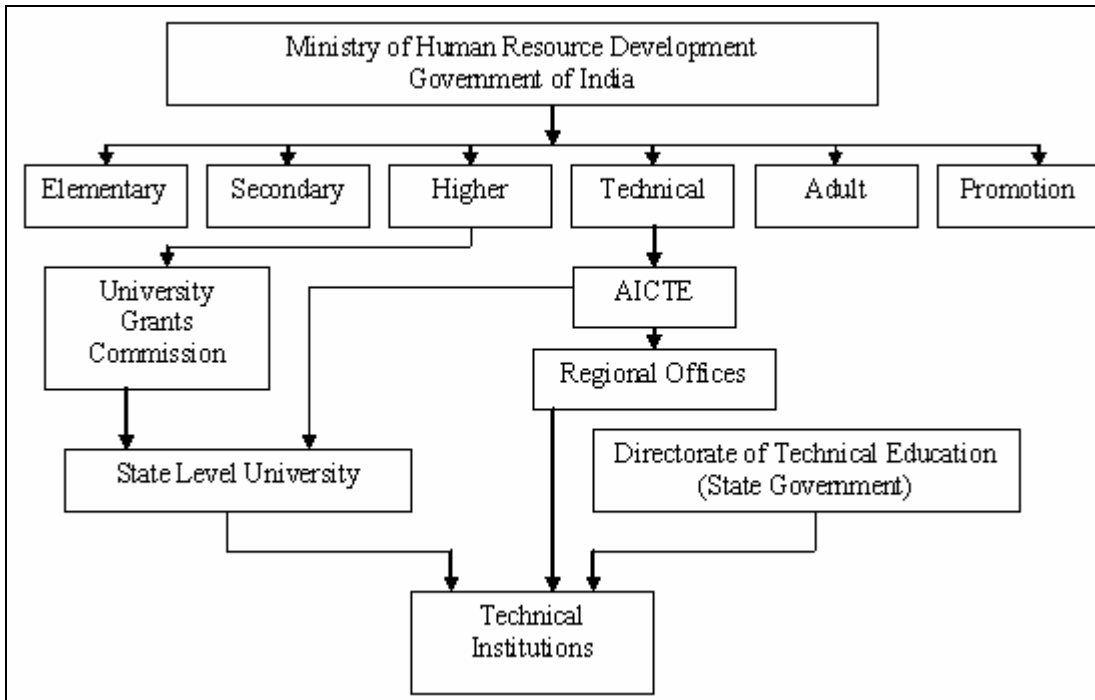 Ministry of Human Resource Development
Government of India
Elementary
Secondary
Higher
Technical
Adult
Promotion
University
Grants
Commission
AICTE
Regional Offices
State Level University
Directorate of Technical Education
(State Government)
Technical
Institutions